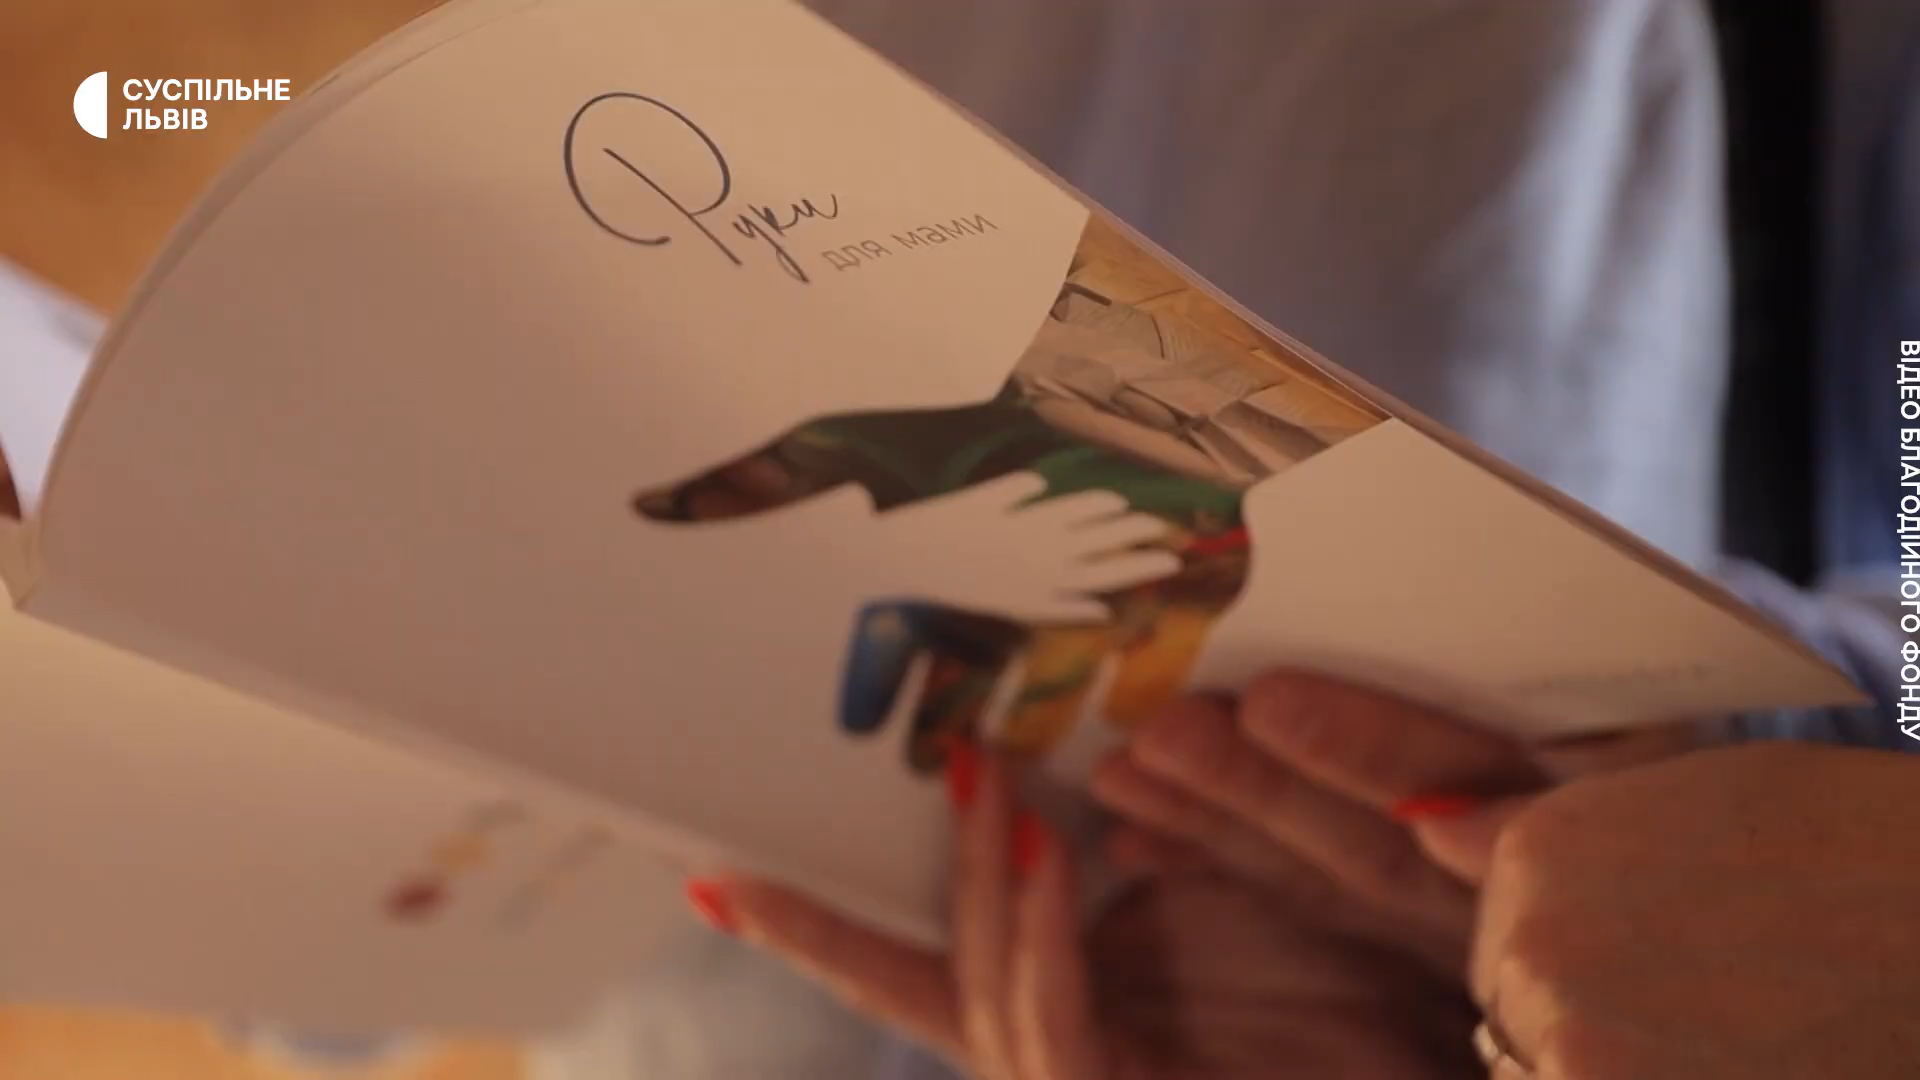 СУСПІЛЬНЕ
ЛЬВІВ
Руки
для мами
ВІДЕО БЛАГОДІЙНОГО ФОНДУ